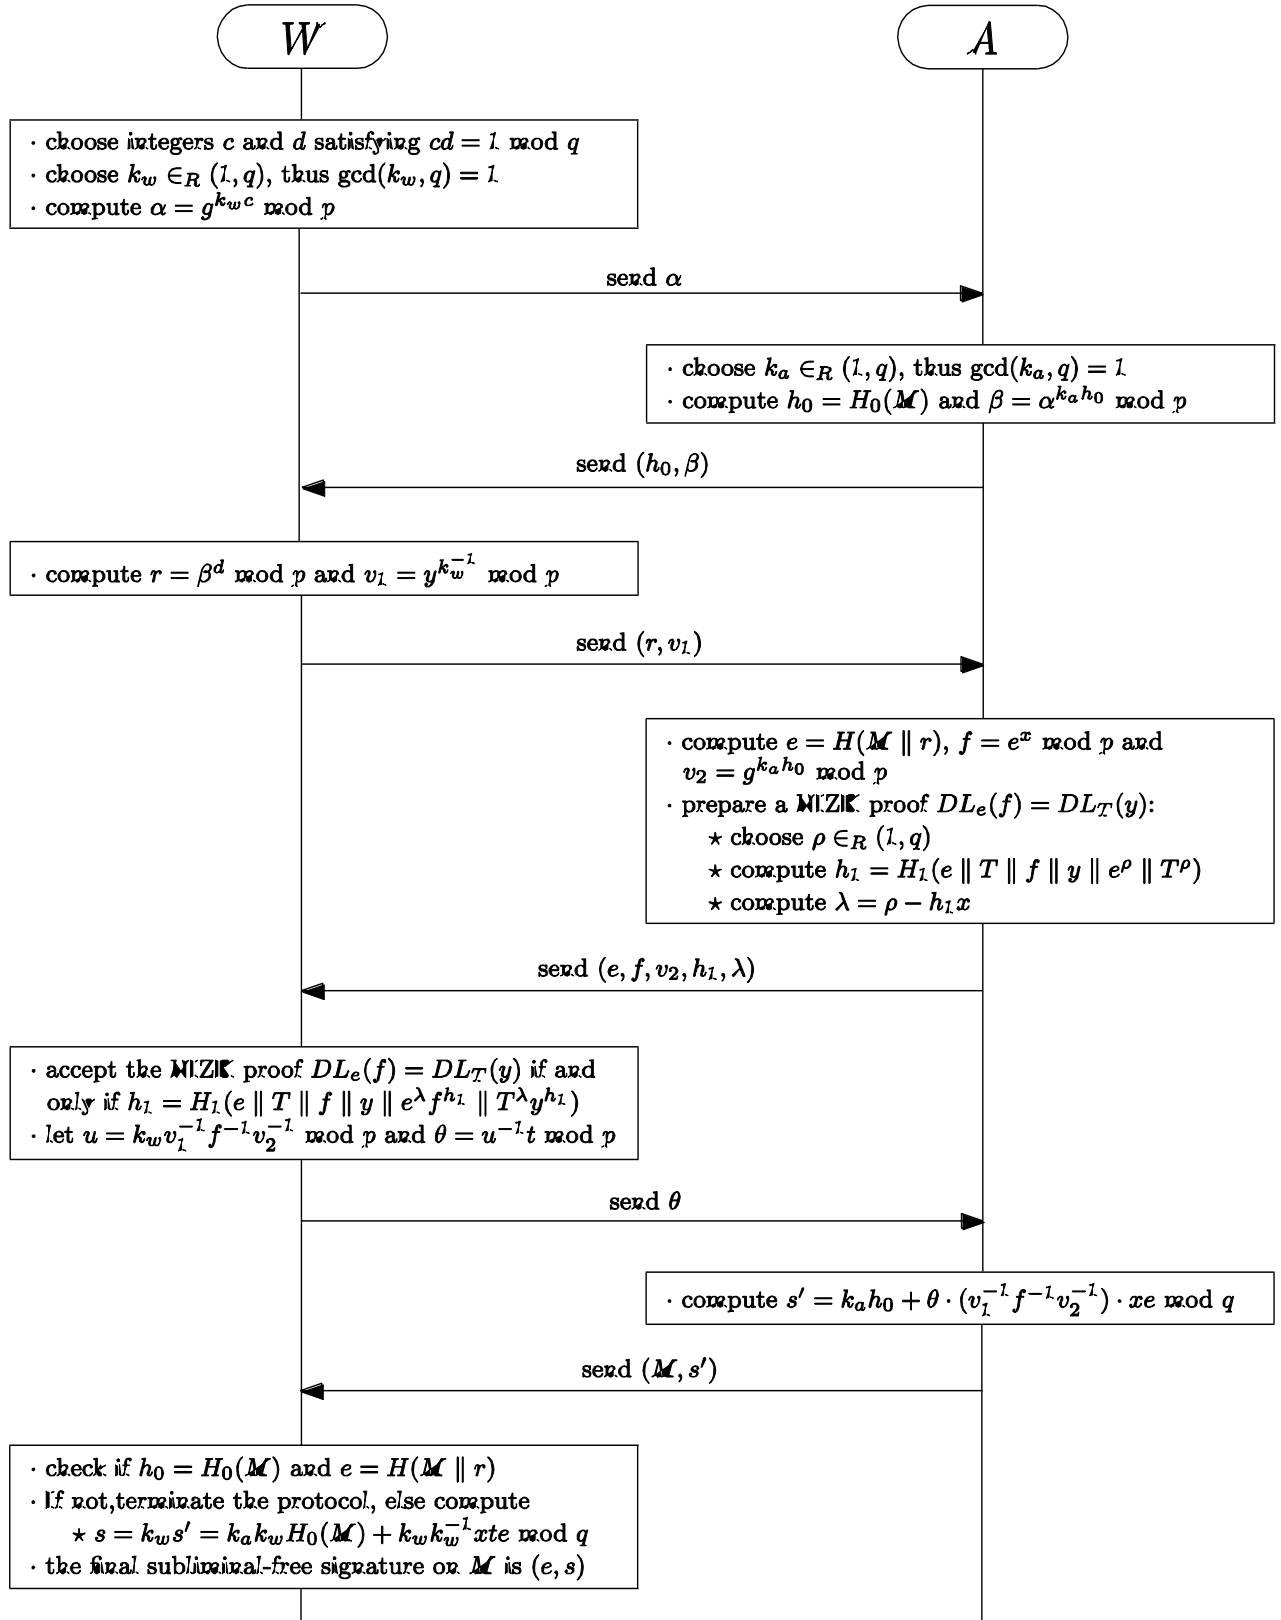 W
A
· choose integers c and d satisfying cd = 1 mod q
· choose k_w ∈_R (1, q), thus gcd(k_w, q) = 1
· compute α = g^{k_w c} mod p
send α
· choose k_a ∈_R (1, q), thus gcd(k_a, q) = 1
· compute h_0 = H_0(M) and β = α^{k_a h_0} mod p
send (h_0, β)
· compute r = β^d mod p and v_1 = y^{k_w^{-1}} mod p
send (r, v_1)
· compute e = H(M ∥ r), f = e^x mod p and
v_2 = g^{k_a h_0} mod p
· prepare a NIZK proof DL_e(f) = DL_T(y):
⋆ choose ρ ∈_R (1, q)
⋆ compute h_1 = H_1(e ∥ T ∥ f ∥ y ∥ e^ρ ∥ T^ρ)
⋆ compute λ = ρ − h_1 x
send (e, f, v_2, h_1, λ)
· accept the NIZK proof DL_e(f) = DL_T(y) if and
only if h_1 = H_1(e ∥ T ∥ f ∥ y ∥ e^λ f^{h_1} ∥ T^λ y^{h_1})
· let u = k_w v_1^{-1} f^{-1} v_2^{-1} mod p and θ = u^{-1} t mod p
send θ
· compute s′ = k_a h_0 + θ · (v_1^{-1} f^{-1} v_2^{-1}) · xe mod q
send (M, s′)
· check if h_0 = H_0(M) and e = H(M ∥ r)
· If not,terminate the protocol, else compute
⋆ s = k_w s′ = k_a k_w H_0(M) + k_w k_w^{-1} xte mod q
· the final subliminal-free signature on M is (e, s)